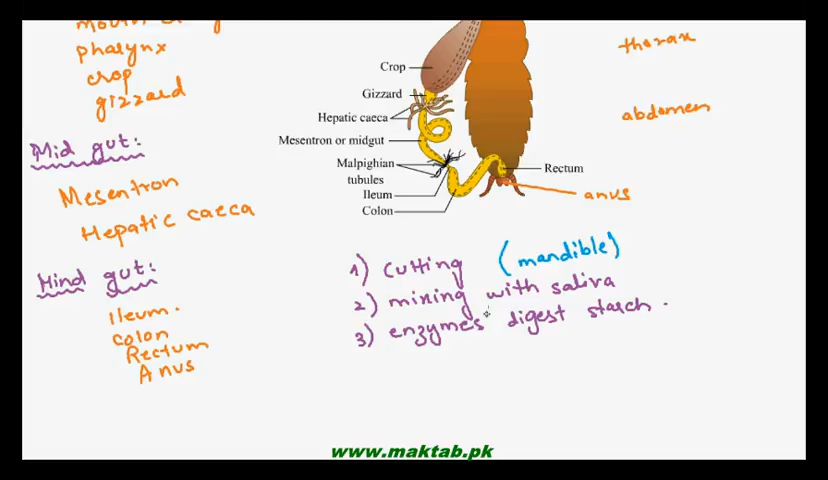 pharynx
crop
gizzard
Mid gut:
Mesentron
Hepatic caeca
Hind gut:
Ileum.
Colon
Rectum
Anus
Crop
Gizzard
Hepatic caeca
Mesentron or midgut
Malpighian
tubules
Ileum
Colon
Rectum
anus
thorax
abdomen
1) Cutting (mandible)
2) mixing with saliva
3) enzymes digest starch.
www.maktab.pk